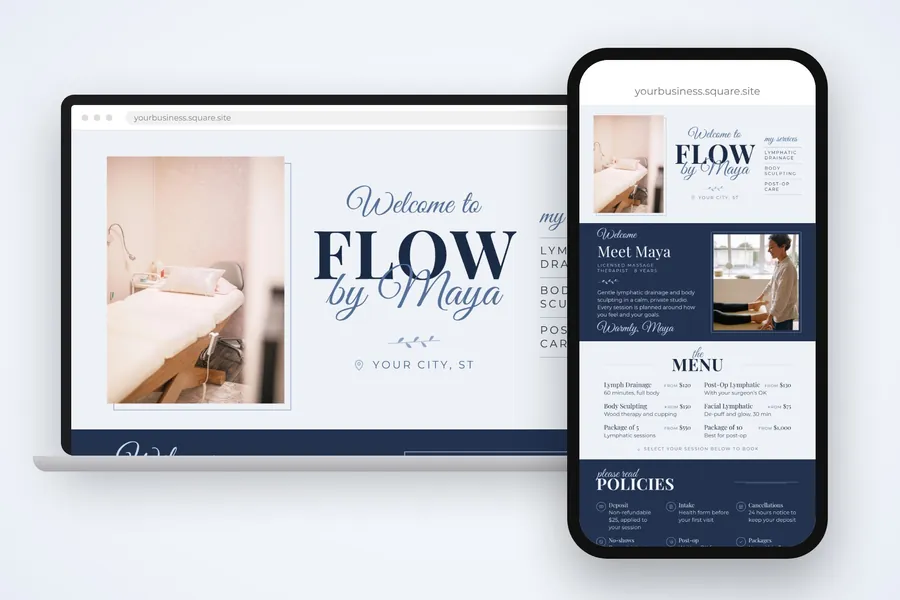 yourbusiness.square.site
Welcome to
FLOW
by Maya
YOUR CITY, ST
my
LYM
DRA
BOD
SCU
POS
CAR
yourbusiness.square.site
Welcome to
FLOW
by Maya
YOUR CITY, ST
my services
LYMPHATIC
DRAINAGE
BODY
SCULPTING
POST-OP
CARE
Welcome
Meet Maya
LICENSED MASSAGE
THERAPIST · 8 YEARS
Gentle lymphatic drainage and body
sculpting in a calm, private studio.
Every session is planned around how
you feel and your goals.
Warmly, Maya
the
MENU
Lymph Drainage FROM $120
60 minutes, full body
Post-Op Lymphatic FROM $130
With your surgeon's OK
Body Sculpting FROM $150
Wood therapy and cupping
Facial Lymphatic FROM $75
De-puff and glow, 30 min
Package of 5 FROM $550
Lymphatic sessions
Package of 10 FROM $1,000
Best for post-op
SELECT YOUR SESSION BELOW TO BOOK
please read
POLICIES
Deposit
Non-refundable
$25, applied to
your session
Intake
Health form before
your first visit
Cancellations
24 hours notice to
keep your deposit
No-shows
Post-op
Packages